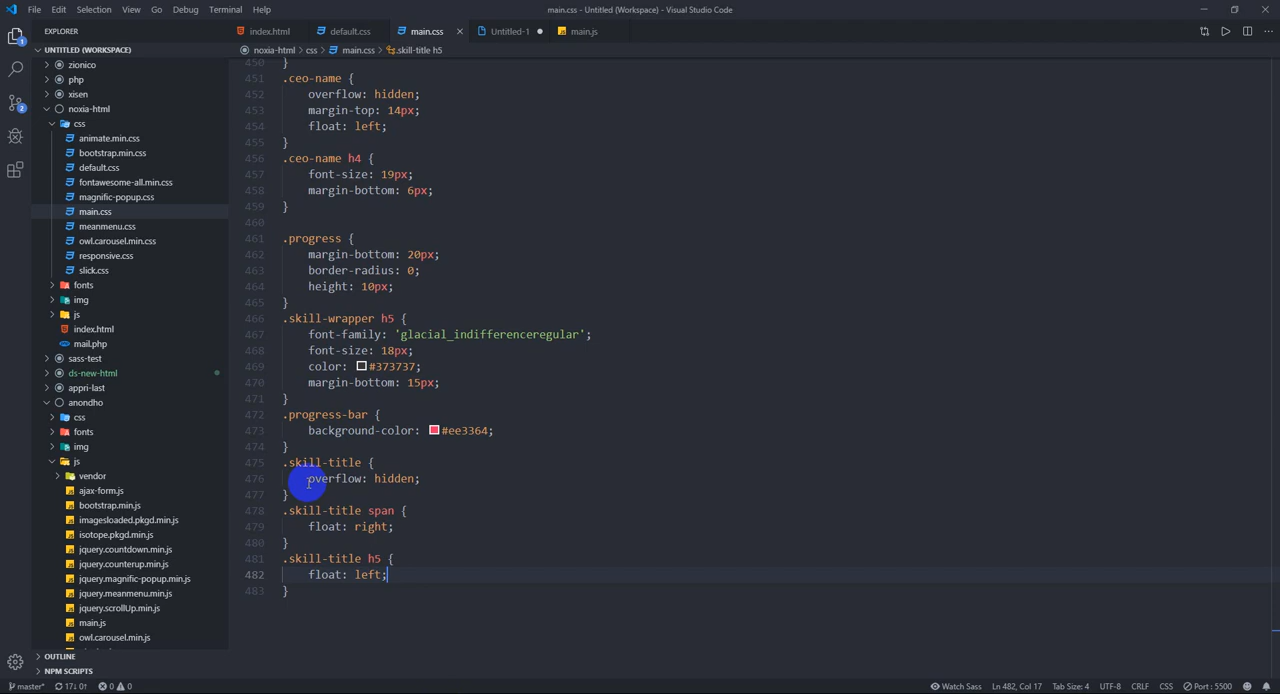 File Edit Selection View Go Debug Terminal Help
main.css - Untitled (Workspace) - Visual Studio Code
EXPLORER
index.html
default.css
main.css
Untitled-1
main.js
UNTITLED (WORKSPACE)
noxia-html > css > main.css > .skill-title h5
zionico
php
xisen
noxia-html
css
animate.min.css
bootstrap.min.css
default.css
fontawesome-all.min.css
magnific-popup.css
main.css
meanmenu.css
owl.carousel.min.css
responsive.css
slick.css
fonts
img
js
index.html
mail.php
sass-test
ds-new-html
appri-last
anondho
css
fonts
img
js
vendor
ajax-form.js
bootstrap.min.js
imagesloaded.pkgd.min.js
isotope.pkgd.min.js
jquery.countdown.min.js
jquery.counterup.min.js
jquery.magnific-popup.min.js
jquery.meanmenu.min.js
jquery.scrollUp.min.js
main.js
owl.carousel.min.js
OUTLINE
NPM SCRIPTS
450 }
451 .ceo-name {
452 overflow: hidden;
453 margin-top: 14px;
454 float: left;
455 }
456 .ceo-name h4 {
457 font-size: 19px;
458 margin-bottom: 6px;
459 }
460
461 .progress {
462 margin-bottom: 20px;
463 border-radius: 0;
464 height: 10px;
465 }
466 .skill-wrapper h5 {
467 font-family: 'glacial_indifferenceregular';
468 font-size: 18px;
469 color: #373737;
470 margin-bottom: 15px;
471 }
472 .progress-bar {
473 background-color: #ee3364;
474 }
475 .skill-title {
476 overflow: hidden;
477 }
478 .skill-title span {
479 float: right;
480 }
481 .skill-title h5 {
482 float: left;
483 }
1
2
master* 17↓ 0↑ 0 0
Watch Sass Ln 482, Col 17 Tab Size: 4 UTF-8 CRLF CSS Port : 5500